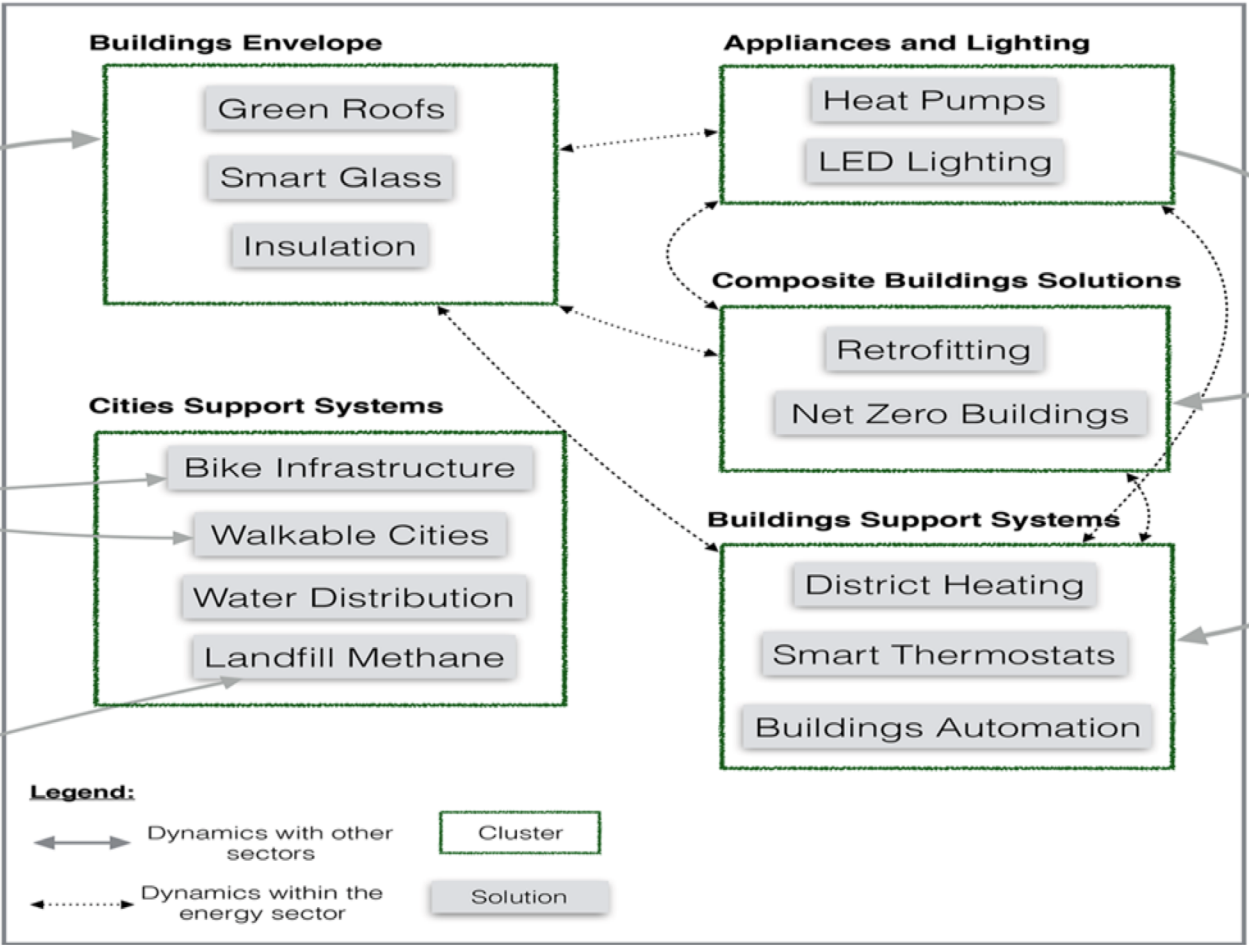 Buildings Envelope
Green Roofs
Smart Glass
Insulation
Appliances and Lighting
Heat Pumps
LED Lighting
Composite Buildings Solutions
Retrofitting
Net Zero Buildings
Cities Support Systems
Bike Infrastructure
Walkable Cities
Water Distribution
Landfill Methane
Buildings Support Systems
District Heating
Smart Thermostats
Buildings Automation
Legend:
Dynamics with other
sectors
Cluster
Dynamics within the
energy sector
Solution